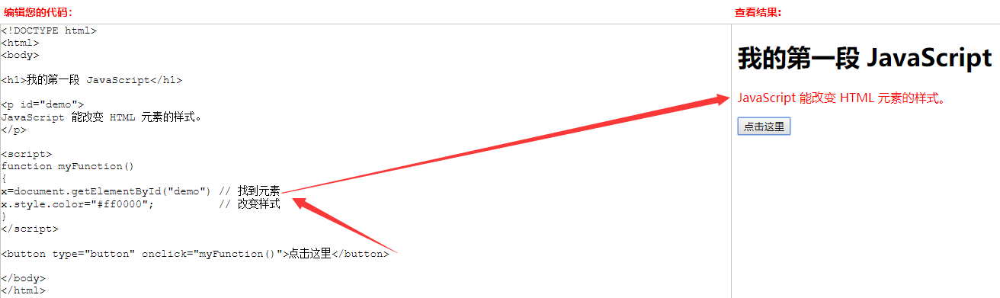 编辑您的代码：
查看结果:
<!DOCTYPE html>
<html>
<body>
<h1>我的第一段 JavaScript</h1>
<p id="demo">
JavaScript 能改变 HTML 元素的样式。
</p>
<script>
function myFunction()
{
x=document.getElementById("demo") // 找到元素
x.style.color="#ff0000";          // 改变样式
}
</script>
<button type="button" onclick="myFunction()">点击这里</button>
</body>
</html>
我的第一段 JavaScript
JavaScript 能改变 HTML 元素的样式。
点击这里